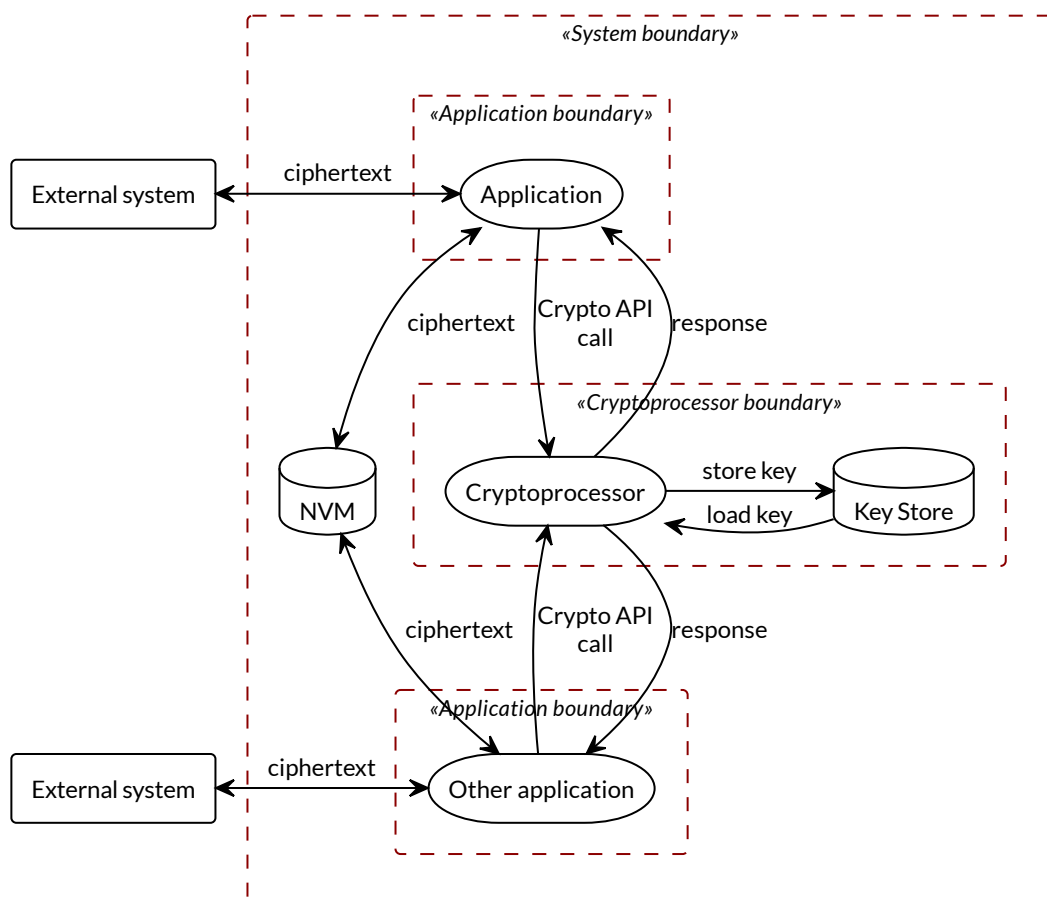 «System boundary»
«Application boundary»
External system
ciphertext
Application
ciphertext
Crypto API
call
response
«Cryptoprocessor boundary»
NVM
Cryptoprocessor
store key
load key
Key Store
ciphertext
Crypto API
call
response
«Application boundary»
External system
ciphertext
Other application